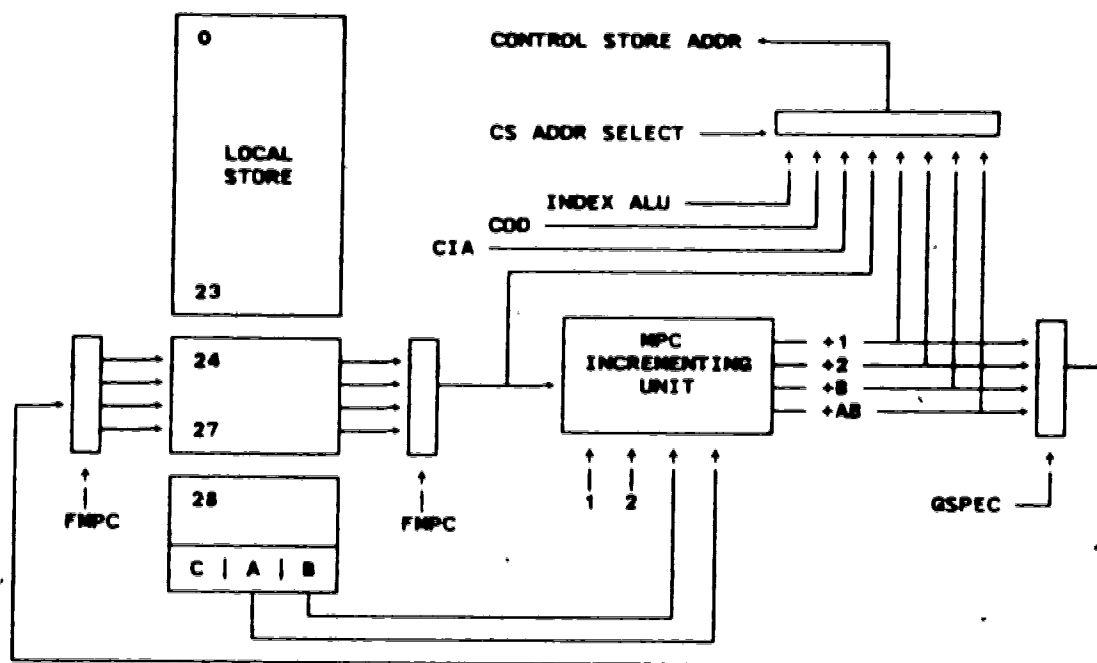 0
CONTROL STORE ADDR
CS ADDR SELECT
LOCAL
STORE
INDEX ALU
COD
CIA
23
24
MPC
INCREMENTING
UNIT
+1
+2
+B
+AB
27
28
FMPC
FMPC
1 2
QSPEC
C | A | B